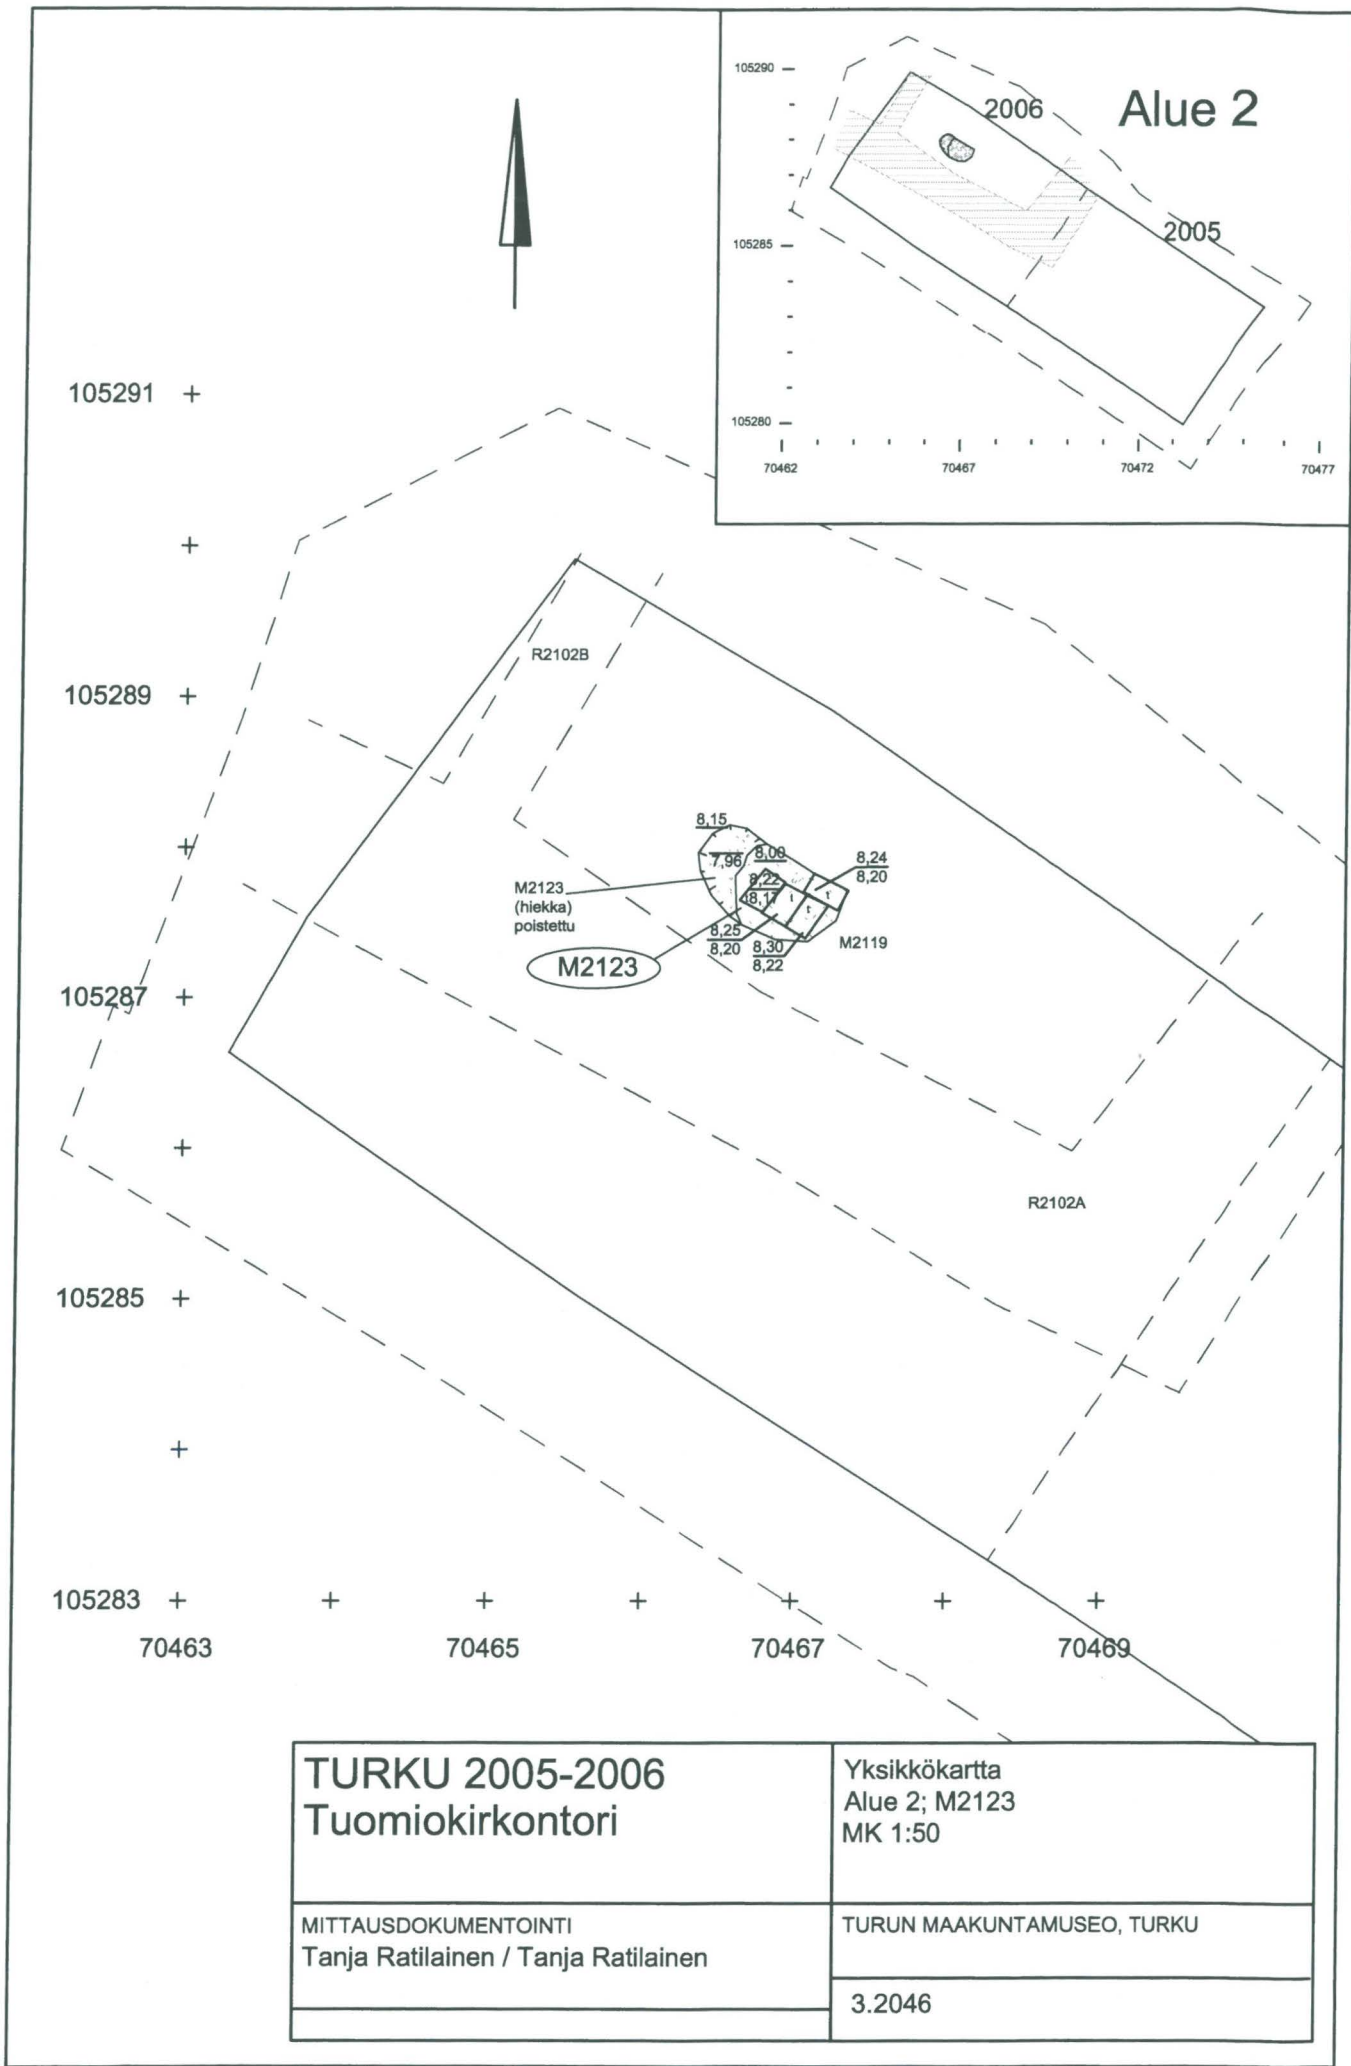 105290
2006
Alue 2
2005
105285
105280
70462
70467
70472
70477
105291
R2102B
105289
8,15
7,96
8,00
8,24
8,20
8,22
8,17
t
t
t
M2123
(hiekka)
poistettu
8,25
8,20
8,30
8,22
M2119
M2123
105287
R2102A
105285
105283
70463
70465
70467
70469
TURKU 2005-2006
Tuomiokirkontori
Yksikkökartta
Alue 2; M2123
MK 1:50
MITTAUSDOKUMENTOINTI
Tanja Ratilainen / Tanja Ratilainen
TURUN MAAKUNTAMUSEO, TURKU
3.2046